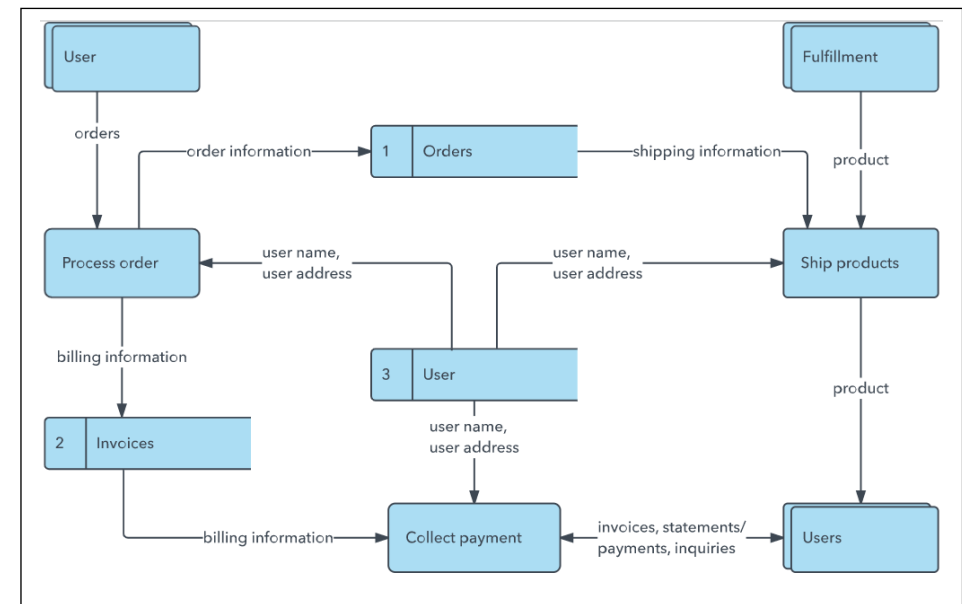 User
Fulfillment
orders
order information
1 Orders
shipping information
product
Process order
user name,
user address
user name,
user address
Ship products
billing information
3 User
product
2 Invoices
user name,
user address
billing information
Collect payment
invoices, statements/
payments, inquiries
Users